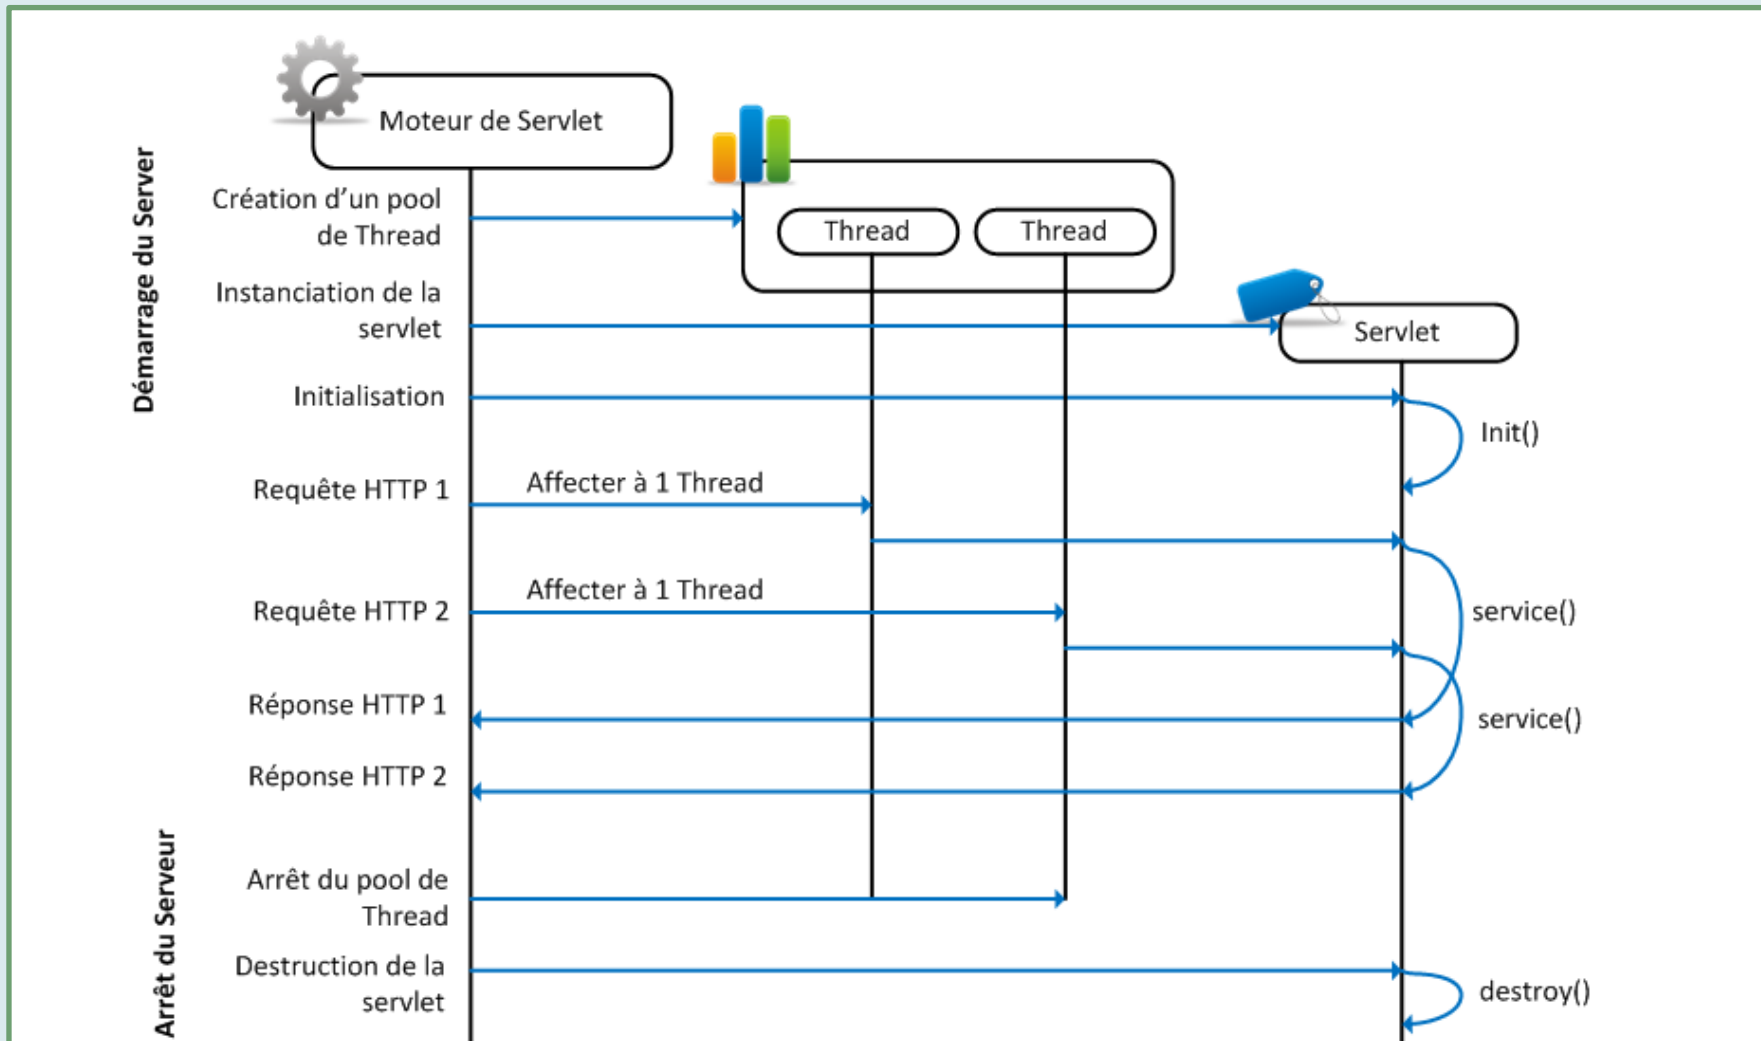 Moteur de Servlet
Démarrage du Server
Création d'un pool
de Thread
Thread
Thread
Instanciation de la
servlet
Servlet
Initialisation
Init()
Requête HTTP 1
Affecter à 1 Thread
Affecter à 1 Thread
Requête HTTP 2
service()
Réponse HTTP 1
service()
Réponse HTTP 2
Arrêt du Serveur
Arrêt du pool de
Thread
Destruction de la
servlet
destroy()